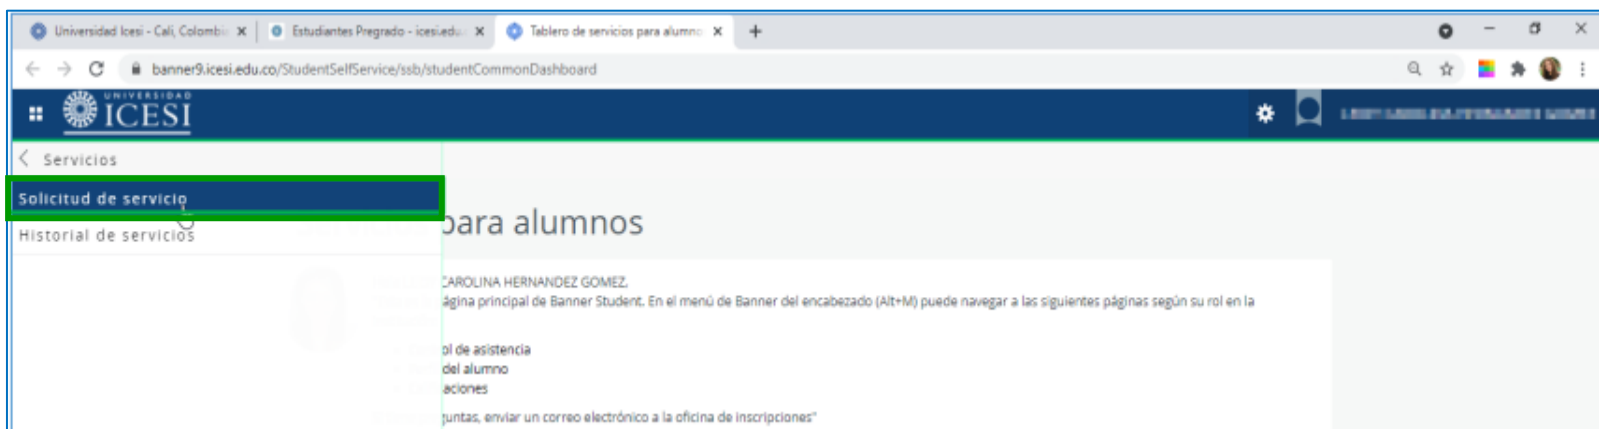 Universidad Icesi - Cali, Colombi
Estudiantes Pregrado - icesi.edu
Tablero de servicios para alumno
banner9.icesi.edu.co/StudentSelfService/ssb/studentCommonDashboard
UNIVERSIDAD
ICESI
Servicios
Solicitud de servicio
Historial de servicios
para alumnos
CAROLINA HERNANDEZ GOMEZ.
ágina principal de Banner Student. En el menú de Banner del encabezado (Alt+M) puede navegar a las siguientes páginas según su rol en la
ol de asistencia
del alumno
aciones
untas, enviar un correo electrónico a la oficina de inscripciones"